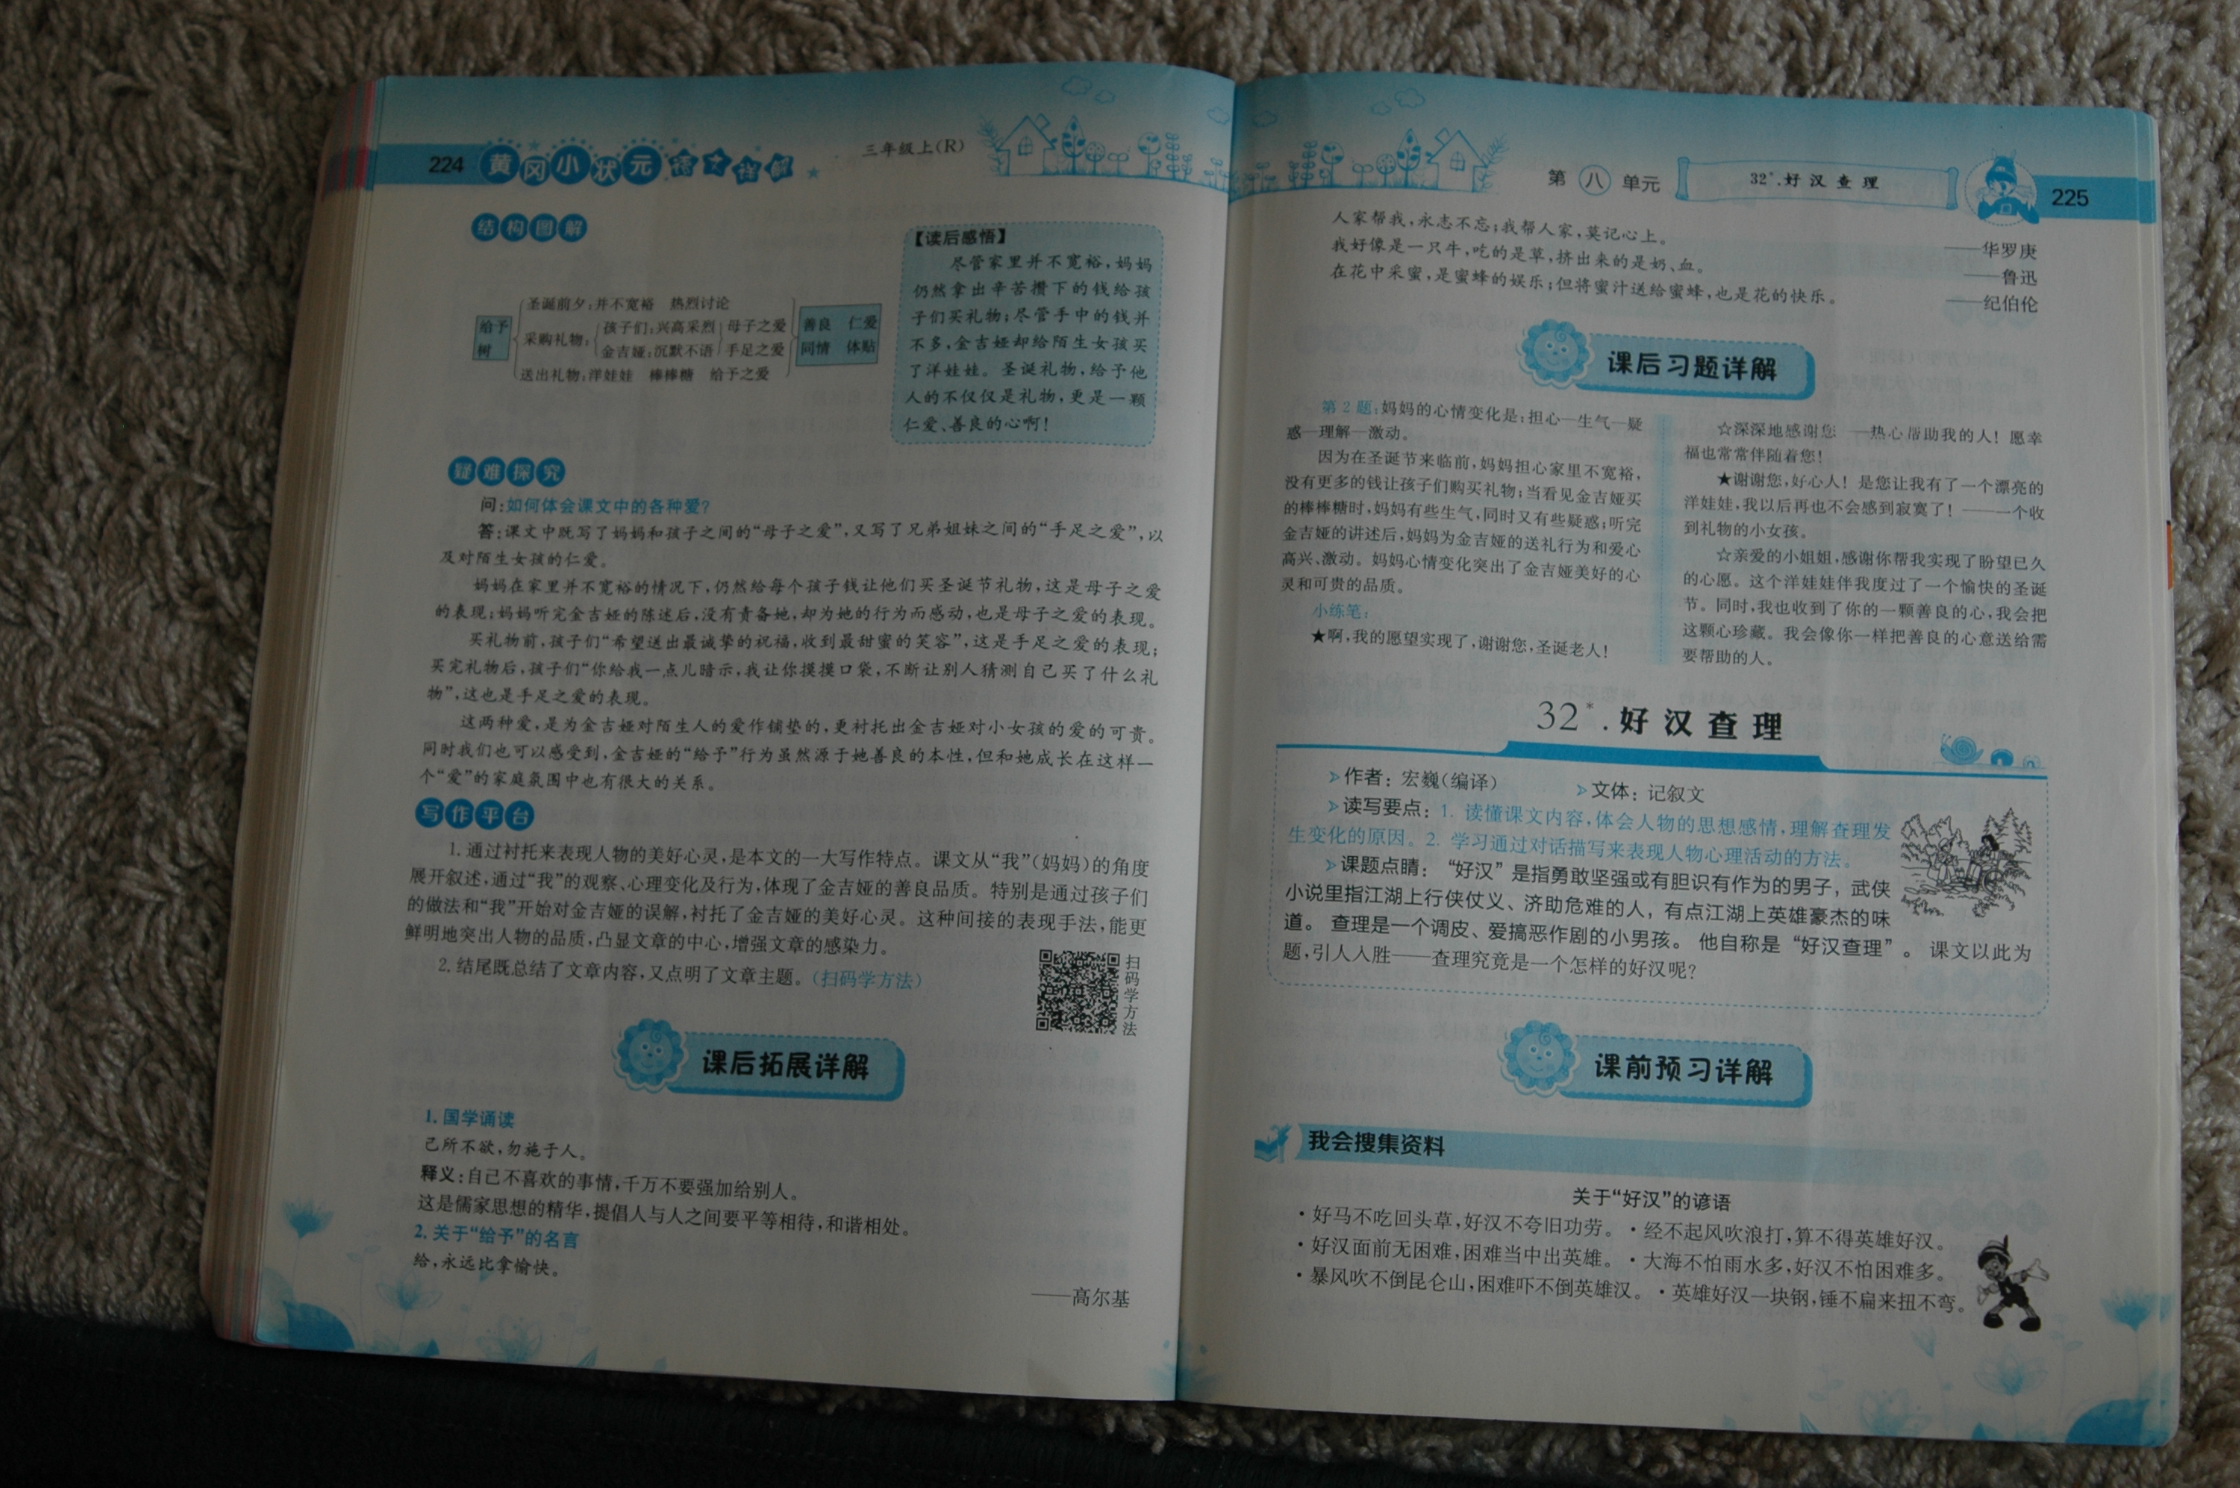 224 黄冈小状元 三年级上(R)
结构图解
给予树
圣诞前夕:并不宽裕 热烈讨论
采购礼物:
孩子们:兴高采烈 母子之爱
金吉娅:沉默不语 手足之爱
送出礼物:洋娃娃 棒棒糖 给予之爱
善良 仁爱
同情 体贴
【读后感悟】
尽管家里并不宽裕,妈妈
仍然拿出辛苦攒下的钱给孩
子们买礼物;尽管手中的钱并
不多,金吉娅却给陌生女孩买
了洋娃娃。圣诞礼物,给予他
人的不仅仅是礼物,更是一颗
仁爱、善良的心啊!
疑难探究
问:如何体会课文中的各种爱?
答:课文中既写了妈妈和孩子之间的“母子之爱”,又写了兄弟姐妹之间的“手足之爱”,以
及对陌生女孩的仁爱。
妈妈在家里并不宽裕的情况下,仍然给每个孩子钱让他们买圣诞节礼物,这是母子之爱
的表现;妈妈听完金吉娅的陈述后,没有责备她,却为她的行为而感动,也是母子之爱的表现。
买礼物前,孩子们“希望送出最诚挚的祝福,收到最甜蜜的笑容”,这是手足之爱的表现;
买完礼物后,孩子们“你给我一点儿暗示,我让你摸摸口袋,不断让别人猜测自己买了什么礼
物”,这也是手足之爱的表现。
这两种爱,是为金吉娅对陌生人的爱作铺垫的,更衬托出金吉娅对小女孩的爱的可贵。
同时我们也可以感受到,金吉娅的“给予”行为虽然源于她善良的本性,但和她成长在这样一
个“爱”的家庭氛围中也有很大的关系。
写作平台
1. 通过衬托来表现人物的美好心灵,是本文的一大写作特点。课文从“我”(妈妈)的角度
展开叙述,通过“我”的观察、心理变化及行为,体现了金吉娅的善良品质。特别是通过孩子们
的做法和“我”开始对金吉娅的误解,衬托了金吉娅的美好心灵。这种间接的表现手法,能更
鲜明地突出人物的品质,凸显文章的中心,增强文章的感染力。
2. 结尾既总结了文章内容,又点明了文章主题。(扫码学方法)
扫码学方法
课后拓展详解
1. 国学诵读
己所不欲,勿施于人。
释义:自己不喜欢的事情,千万不要强加给别人。
这是儒家思想的精华,提倡人与人之间要平等相待,和谐相处。
2. 关于“给予”的名言
给,永远比拿愉快。 ——高尔基
第八单元 32*.好汉查理 225
人家帮我,永志不忘;我帮人家,莫记心上。 ——华罗庚
我好像是一只牛,吃的是草,挤出来的是奶、血。 ——鲁迅
在花中采蜜,是蜜蜂的娱乐;但将蜜汁送给蜜蜂,也是花的快乐。 ——纪伯伦
课后习题详解
第2题:妈妈的心情变化是:担心—生气—疑
惑—理解—激动。
因为在圣诞节来临前,妈妈担心家里不宽裕,
没有更多的钱让孩子们购买礼物;当看见金吉娅买
的棒棒糖时,妈妈有些生气,同时又有些疑惑;听完
金吉娅的讲述后,妈妈为金吉娅的送礼行为和爱心
高兴、激动。妈妈心情变化突出了金吉娅美好的心
灵和可贵的品质。
小练笔:
★啊,我的愿望实现了,谢谢您,圣诞老人!
☆深深地感谢您——热心帮助我的人!愿幸
福也常常伴随着您!
★谢谢您,好心人!是您让我有了一个漂亮的
洋娃娃,我以后再也不会感到寂寞了!——一个收
到礼物的小女孩。
☆亲爱的小姐姐,感谢你帮我实现了盼望已久
的心愿。这个洋娃娃伴我度过了一个愉快的圣诞
节。同时,我也收到了你的一颗善良的心,我会把
这颗心珍藏。我会像你一样把善良的心意送给需
要帮助的人。
32*.好汉查理
➢作者:宏巍(编译) ➢文体:记叙文
➢读写要点:1. 读懂课文内容,体会人物的思想感情,理解查理发
生变化的原因。2. 学习通过对话描写来表现人物心理活动的方法。
➢课题点睛:“好汉”是指勇敢坚强或有胆识有作为的男子,武侠
小说里指江湖上行侠仗义、济助危难的人,有点江湖上英雄豪杰的味
道。查理是一个调皮、爱搞恶作剧的小男孩。他自称是“好汉查理”。课文以此为
题,引人入胜——查理究竟是一个怎样的好汉呢?
课前预习详解
我会搜集资料
关于“好汉”的谚语
·好马不吃回头草,好汉不夸旧功劳。·经不起风吹浪打,算不得英雄好汉。
·好汉面前无困难,困难当中出英雄。·大海不怕雨水多,好汉不怕困难多。
·暴风吹不倒昆仑山,困难吓不倒英雄汉。·英雄好汉一块钢,锤不扁来扭不弯。